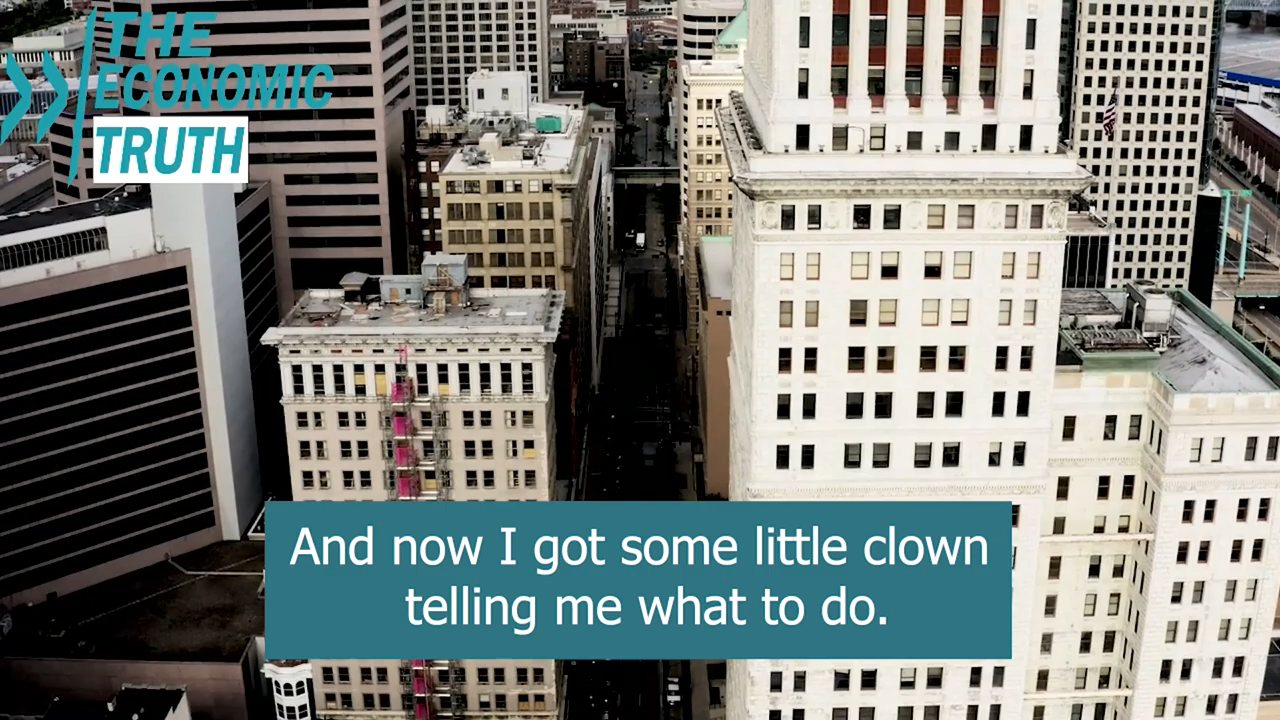 THE
ECONOMIC
TRUTH
And now I got some little clown
telling me what to do.